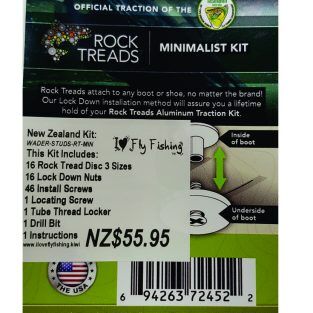 OFFICIAL TRACTION OF THE
ROCK
TREADS
MINIMALIST KIT
Rock Treads attach to any boot or shoe, no matter the brand!
Our Lock Down installation method will assure you a lifetime
hold of your Rock Treads Aluminum Traction Kit.
New Zealand Kit:
WADER-STUDS-RT-MIN
This Kit Includes:
16 Rock Tread Disc 3 Sizes
16 Lock Down Nuts
46 Install Screws
1 Locating Screw
1 Tube Thread Locker
1 Drill Bit
1 Instructions
www.iloveflyfishing.kiwi
I Fly Fishing
NZ$55.95
Inside of boot
Underside of boot
THE USA
6 94263 72452 2